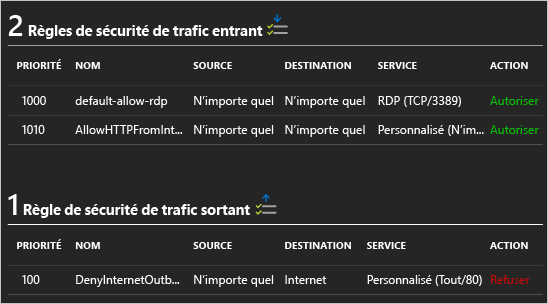 2 Règles de sécurité de trafic entrant
PRIORITÉ NOM SOURCE DESTINATION SERVICE ACTION
1000 default-allow-rdp N'importe quel N'importe quel RDP (TCP/3389) Autoriser
1010 AllowHTTPFromInt... N'importe quel N'importe quel Personnalisé (N'im... Autoriser
1 Règle de sécurité de trafic sortant
PRIORITÉ NOM SOURCE DESTINATION SERVICE ACTION
100 DenyInternetOutb... N'importe quel Internet Personnalisé (Tout/80) Refuser